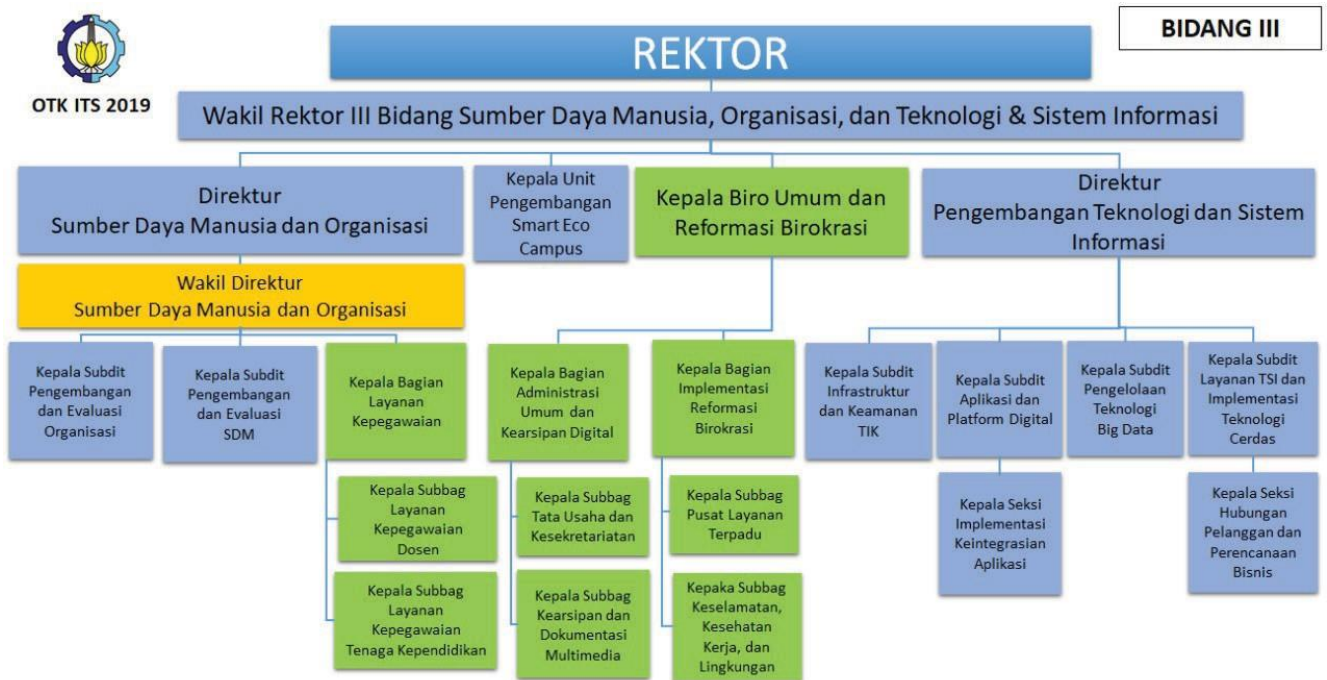 BIDANG III
REKTOR
OTK ITS 2019
Wakil Rektor III Bidang Sumber Daya Manusia, Organisasi, dan Teknologi & Sistem Informasi
Direktur
Sumber Daya Manusia dan Organisasi
Kepala Unit
Pengembangan
Smart Eco
Campus
Kepala Biro Umum dan
Reformasi Birokrasi
Direktur
Pengembangan Teknologi dan Sistem
Informasi
Wakil Direktur
Sumber Daya Manusia dan Organisasi
Kepala Subdit
Pengembangan
dan Evaluasi
Organisasi
Kepala Subdit
Pengembangan
dan Evaluasi
SDM
Kepala Bagian
Layanan
Kepegawaian
Kepala Bagian
Administrasi
Umum dan
Kearsipan Digital
Kepala Bagian
Implementasi
Reformasi
Birokrasi
Kepala Subdit
Infrastruktur
dan Keamanan
TIK
Kepala Subdit
Aplikasi dan
Platform Digital
Kepala Subdit
Pengelolaan
Teknologi
Big Data
Kepala Subdit
Layanan TSI dan
Implementasi
Teknologi
Cerdas
Kepala Subbag
Layanan
Kepegawaian
Dosen
Kepala Subbag
Tata Usaha dan
Kesekretariatan
Kepala Subbag
Pusat Layanan
Terpadu
Kepala Seksi
Implementasi
Keintegrasian
Aplikasi
Kepala Seksi
Hubungan
Pelanggan dan
Perencanaan
Bisnis
Kepala Subbag
Layanan
Kepegawaian
Tenaga Kependidikan
Kepala Subbag
Kearsipan dan
Dokumentasi
Multimedia
Kepaka Subbag
Keselamatan,
Kesehatan
Kerja, dan
Lingkungan